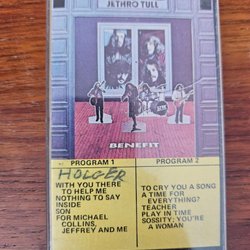 JETHRO TULL
BENEFIT
PROGRAM 1
HOLGER
WITH YOU THERE
TO HELP ME
NOTHING TO SAY
INSIDE
SON
FOR MICHAEL
COLLINS,
JEFFREY AND ME
PROGRAM 2
TO CRY YOU A SONG
A TIME FOR
EVERYTHING?
TEACHER
PLAY IN TIME
SOSSITY: YOU'RE
A WOMAN